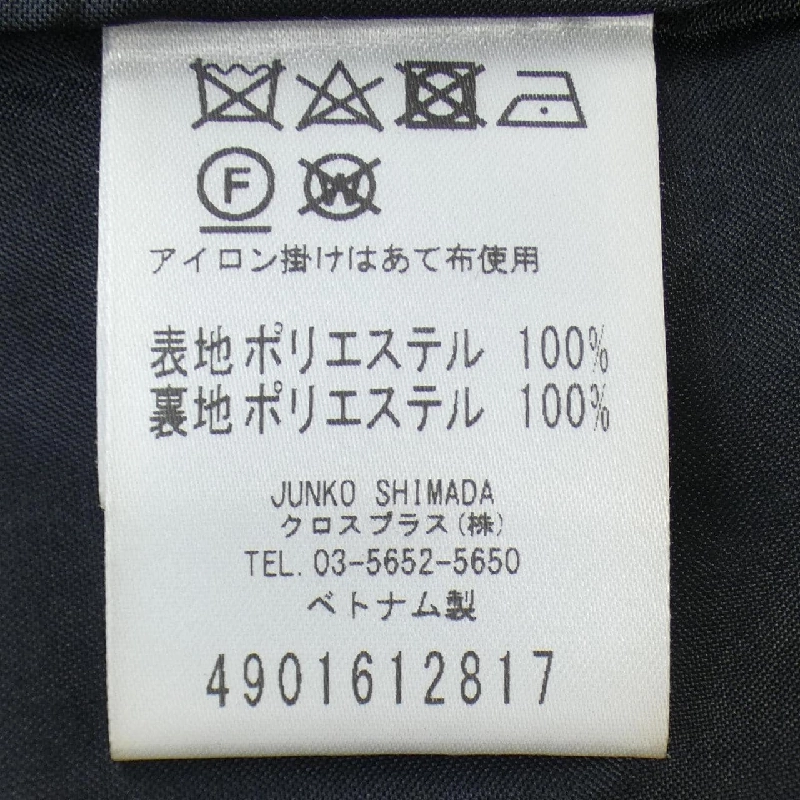 F W
アイロン掛けはあて布使用
表地ポリエステル 100%
裏地ポリエステル 100%
JUNKO SHIMADA
クロスプラス(株)
TEL. 03-5652-5650
ベトナム製
4901612817